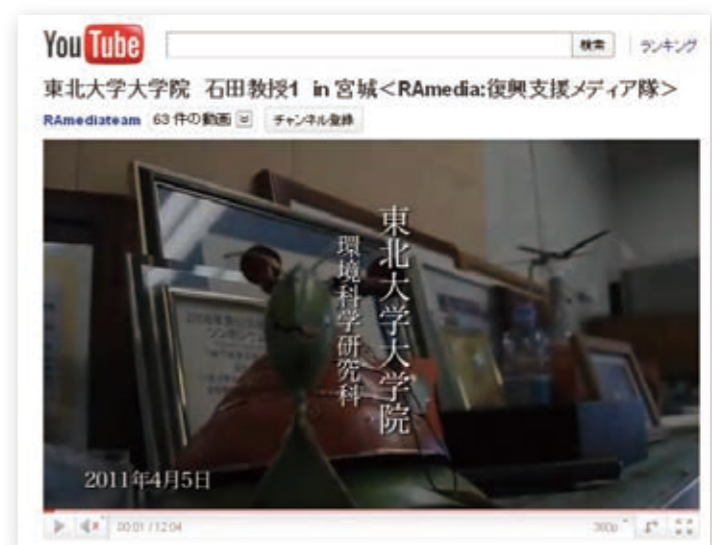 YouTube
検索
ランキング
東北大学大学院 石田教授1 in 宮城<RAmedia:復興支援メディア隊>
RAmediateam 63 件の動画 チャンネル登録
東北大学大学院
環境科学研究科
2011年4月5日
00:01 / 12:04
360p